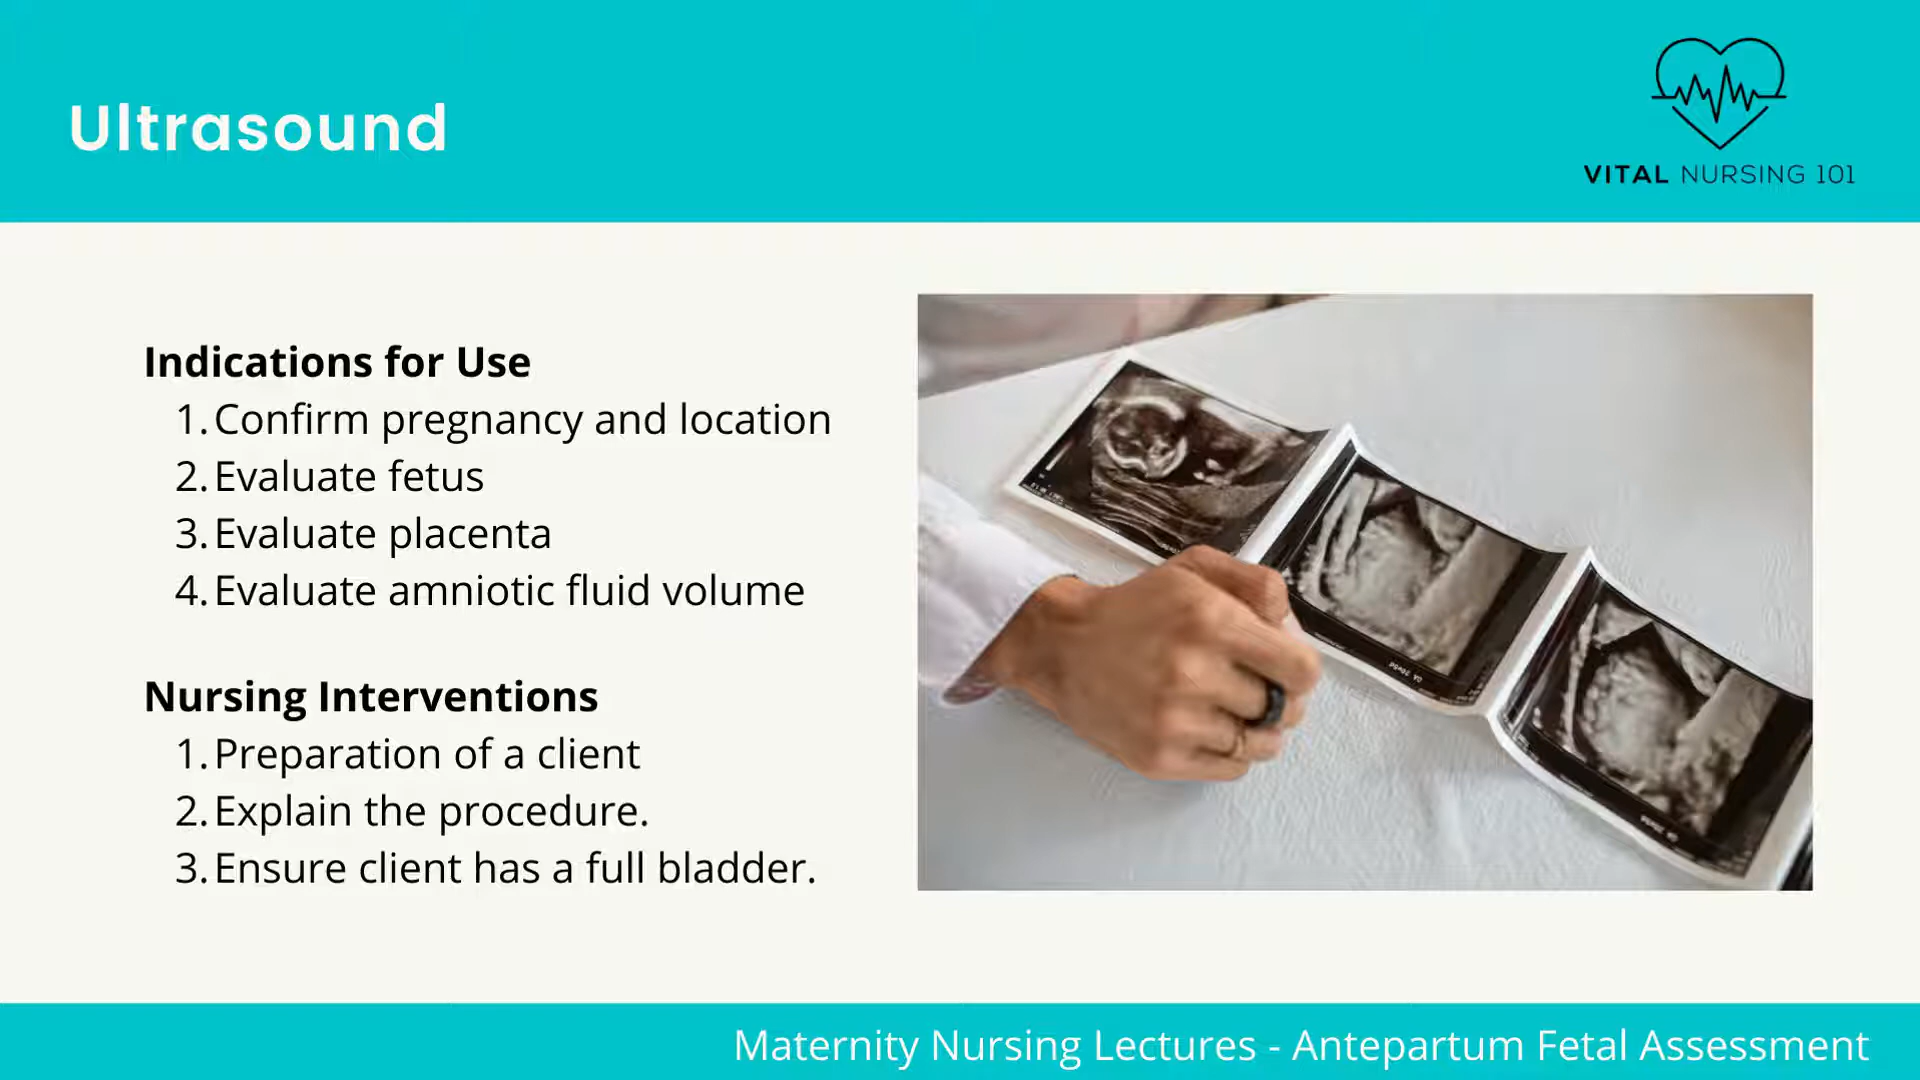 Ultrasound
VITAL NURSING 101
Indications for Use
1. Confirm pregnancy and location
2. Evaluate fetus
3. Evaluate placenta
4. Evaluate amniotic fluid volume
Nursing Interventions
1. Preparation of a client
2. Explain the procedure.
3. Ensure client has a full bladder.
Maternity Nursing Lectures - Antepartum Fetal Assessment